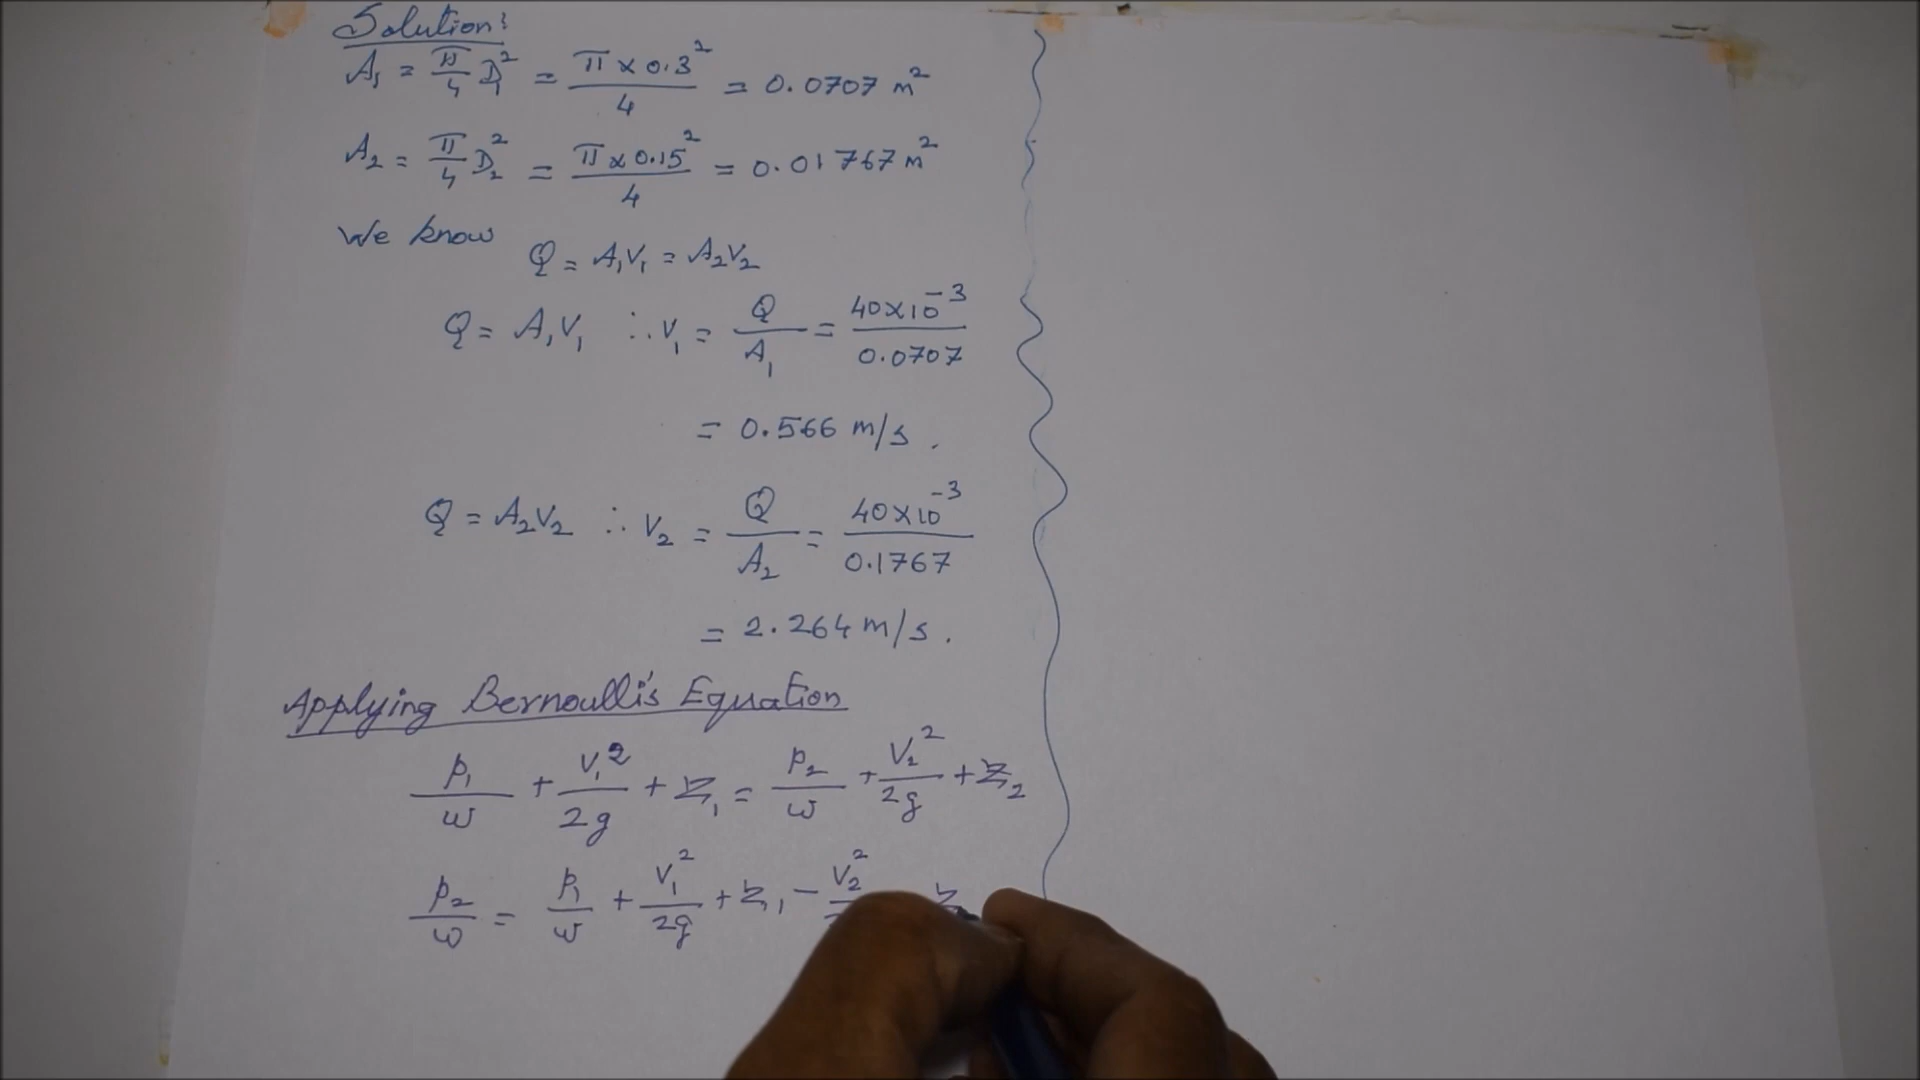 Solution:
A₁ = π/4 D₁² = π × 0.3² / 4 = 0.0707 m²
A₂ = π/4 D₂² = π × 0.15² / 4 = 0.01767 m²
We know
Q = A₁V₁ = A₂V₂
Q = A₁V₁ ∴ V₁ = Q/A₁ = 40×10⁻³ / 0.0707
= 0.566 m/s.
Q = A₂V₂ ∴ V₂ = Q/A₂ = 40×10⁻³ / 0.1767
= 2.264 m/s.
Applying Bernoulli's Equation
p₁/w + V₁²/2g + Z₁ = p₂/w + V₂²/2g + Z₂
p₂/w = p₁/w + V₁²/2g + Z₁ − V₂² Z